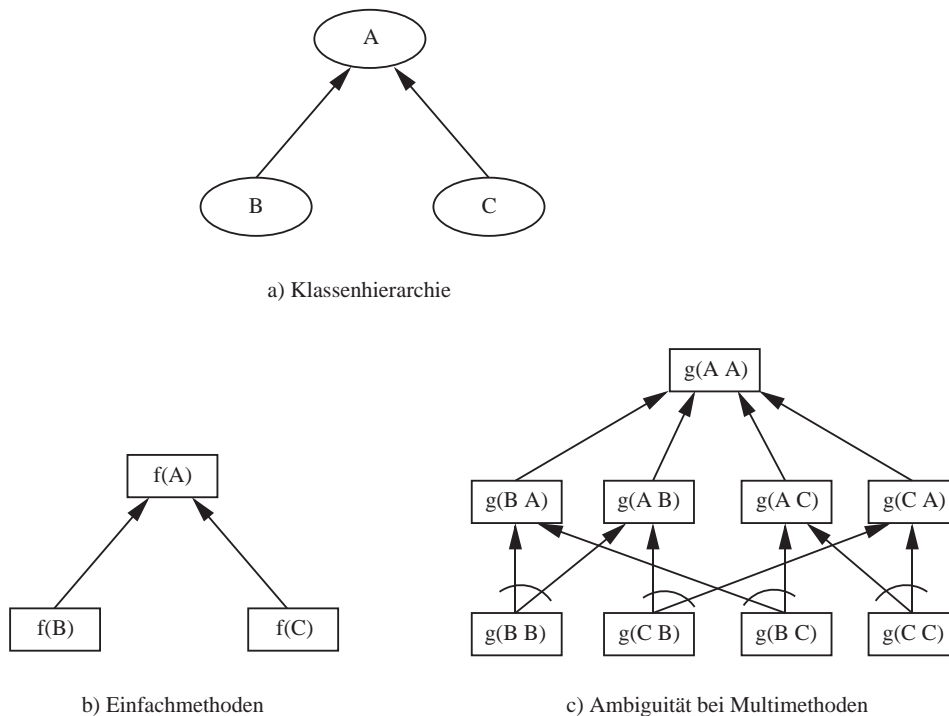 A
B C
a) Klassenhierarchie
g(A A)
f(A)
g(B A) g(A B) g(A C) g(C A)
f(B) f(C)
g(B B) g(C B) g(B C) g(C C)
b) Einfachmethoden
c) Ambiguität bei Multimethoden